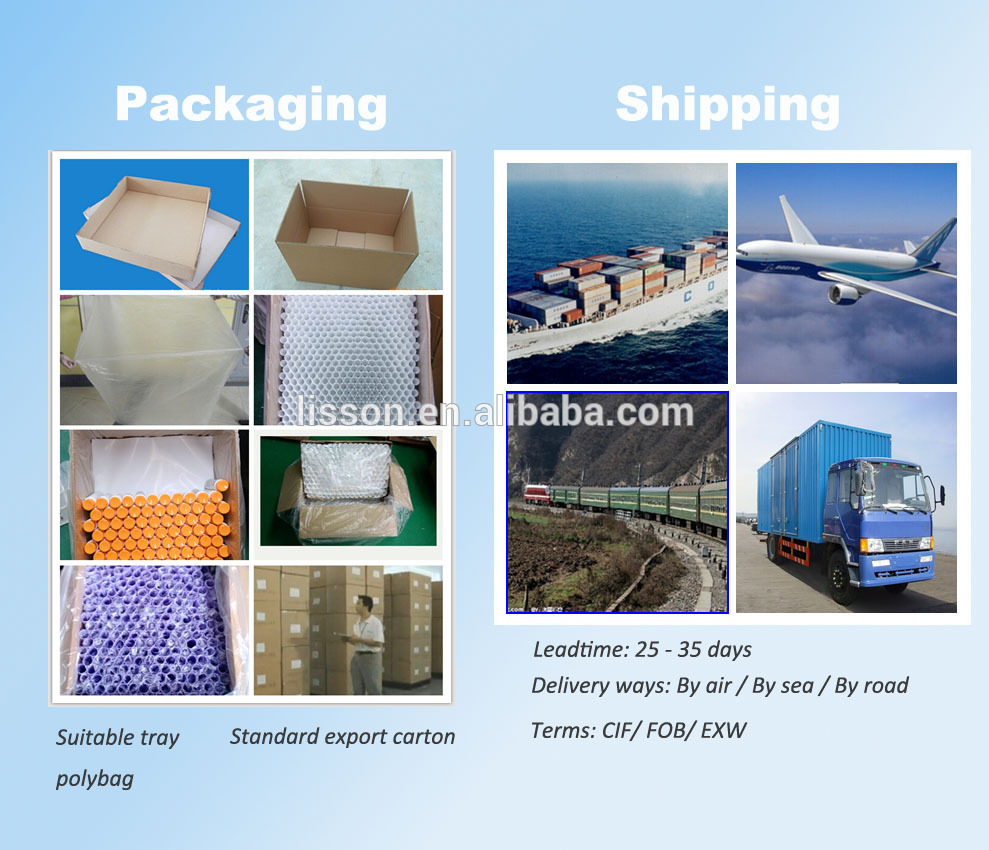 Packaging
Shipping
BOEING
C O
lisson.en.alibaba.com
Leadtime: 25 - 35 days
Delivery ways: By air / By sea / By road
Terms: CIF/ FOB/ EXW
Suitable tray
Standard export carton
polybag